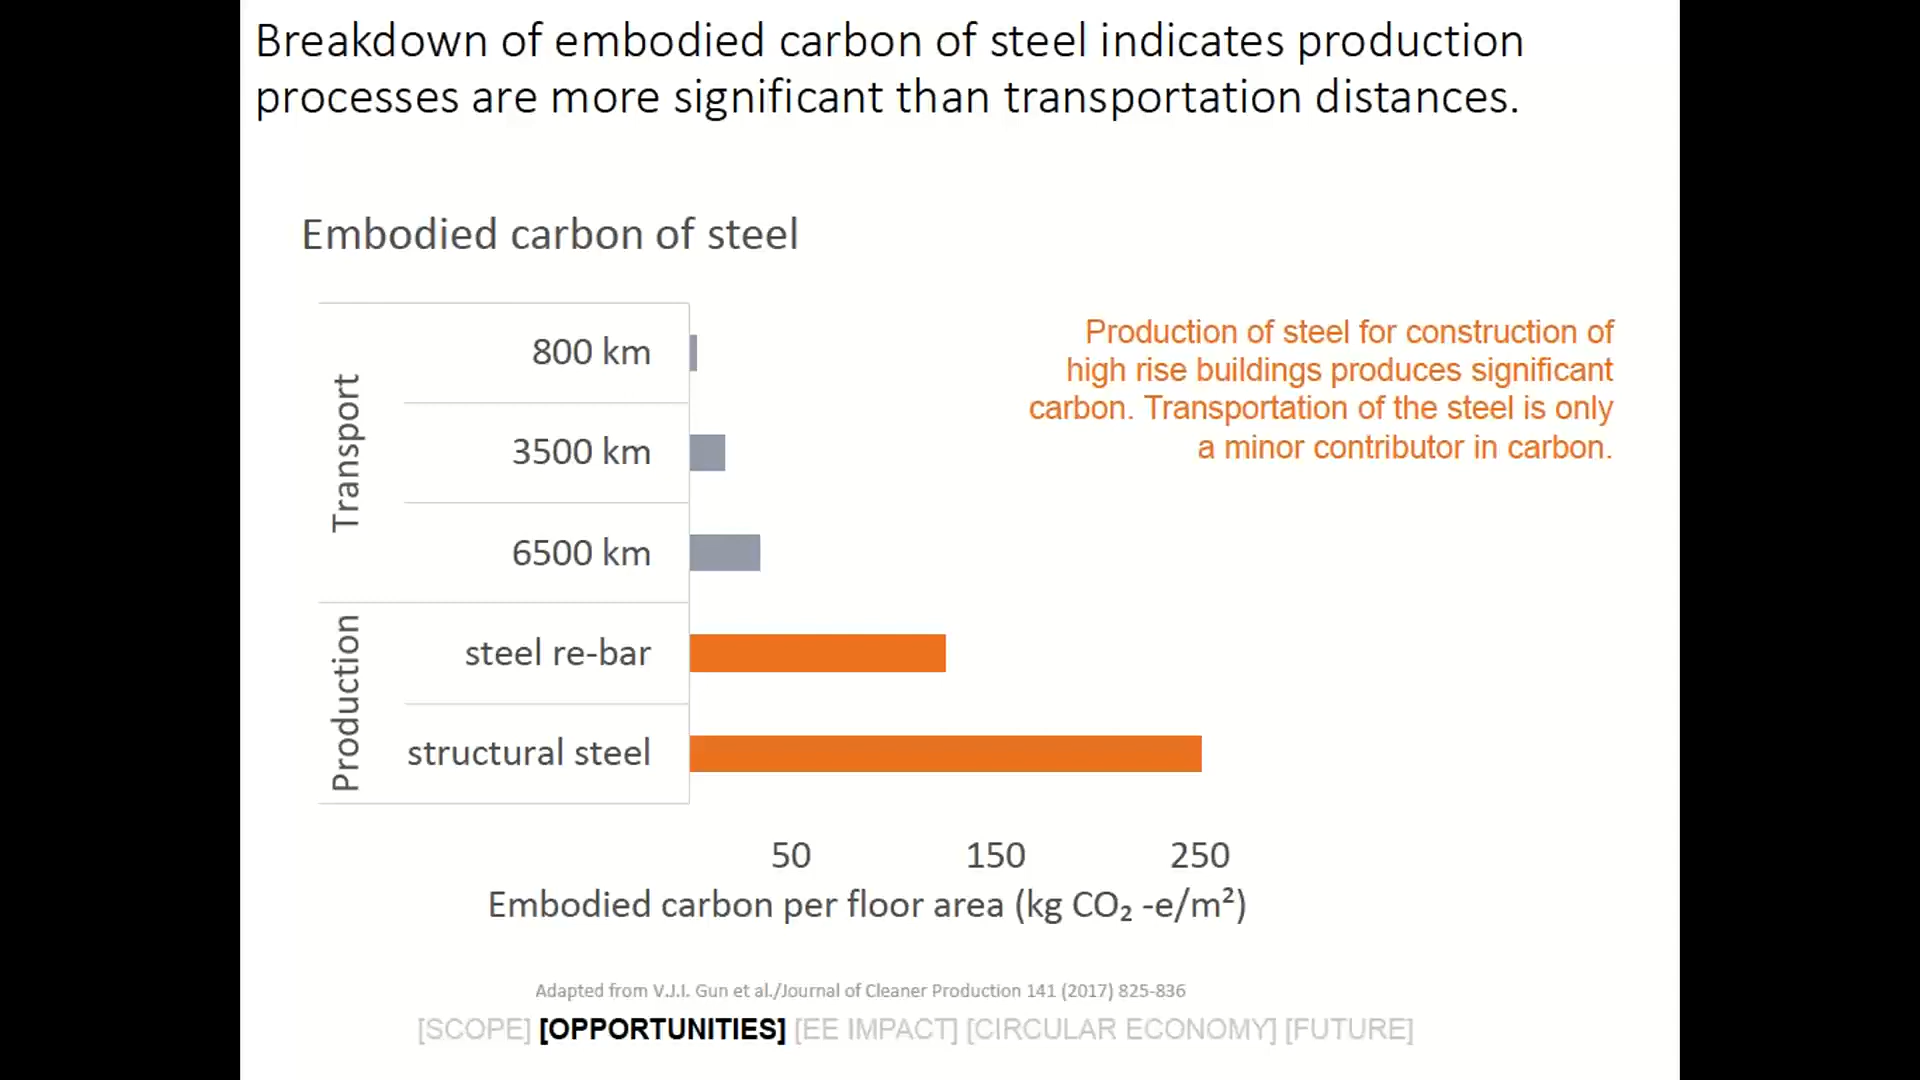 Breakdown of embodied carbon of steel indicates production
processes are more significant than transportation distances.
Embodied carbon of steel
Production of steel for construction of
high rise buildings produces significant
carbon. Transportation of the steel is only
a minor contributor in carbon.
Transport
800 km
3500 km
6500 km
Production
steel re-bar
structural steel
50 150 250
Embodied carbon per floor area (kg CO₂ -e/m²)
Adapted from V.J.l. Gun et al./Journal of Cleaner Production 141 (2017) 825-836
[SCOPE] [OPPORTUNITIES] [EE IMPACT] [CIRCULAR ECONOMY] [FUTURE]